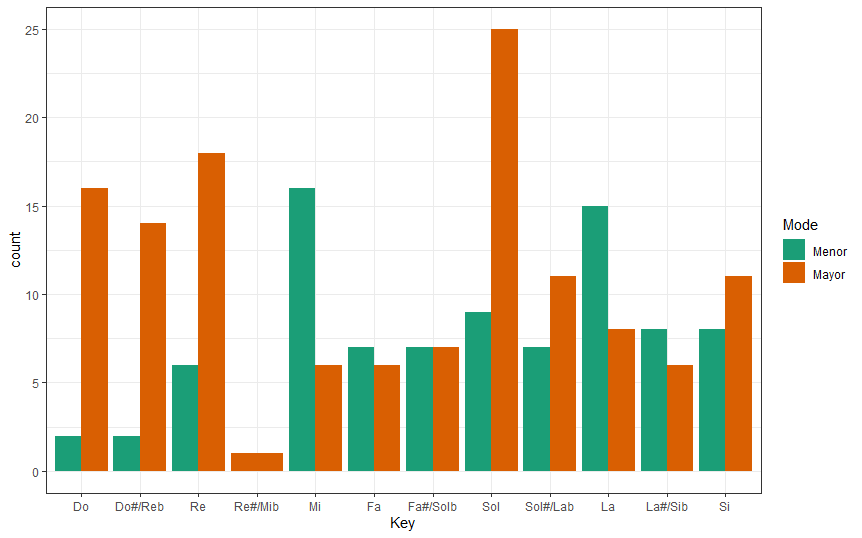 25
20
15
10
5
0
count
Do Do#/Reb Re Re#/Mib Mi Fa Fa#/Solb Sol Sol#/Lab La La#/Sib Si
Key
Mode
Menor
Mayor